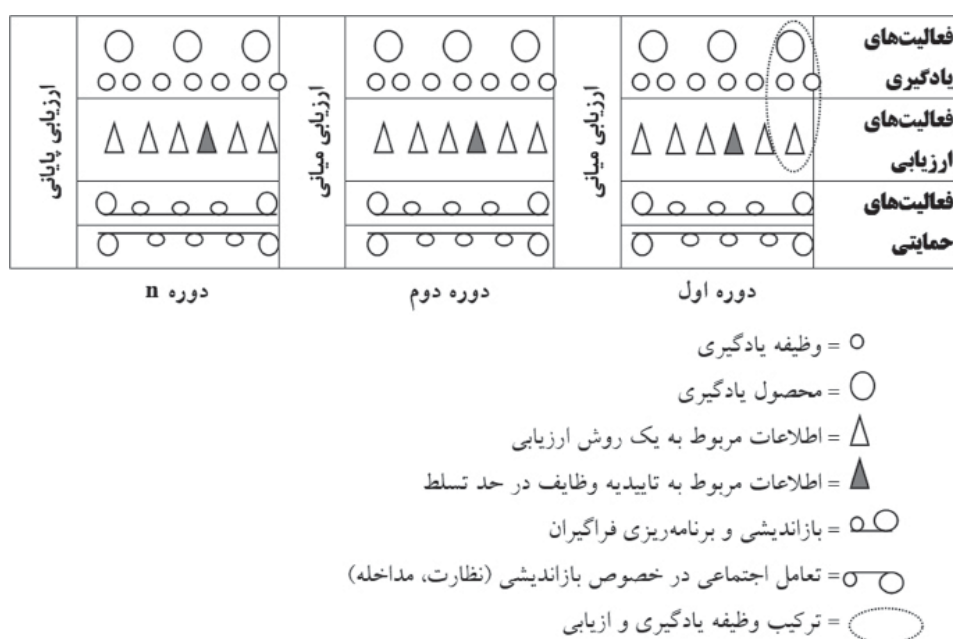 فعالیت‌های
یادگیری
فعالیت‌های
ارزیابی
فعالیت‌های
حمایتی
ارزیابی میانی
ارزیابی میانی
ارزیابی پایانی
دوره اول
دوره دوم
دوره n
= وظیفه یادگیری
= محصول یادگیری
= اطلاعات مربوط به یک روش ارزیابی
= اطلاعات مربوط به تاییدیه وظایف در حد تسلط
= بازاندیشی و برنامه‌ریزی فراگیران
= تعامل اجتماعی در خصوص بازاندیشی (نظارت، مداخله)
= ترکیب وظیفه یادگیری و ازیابی